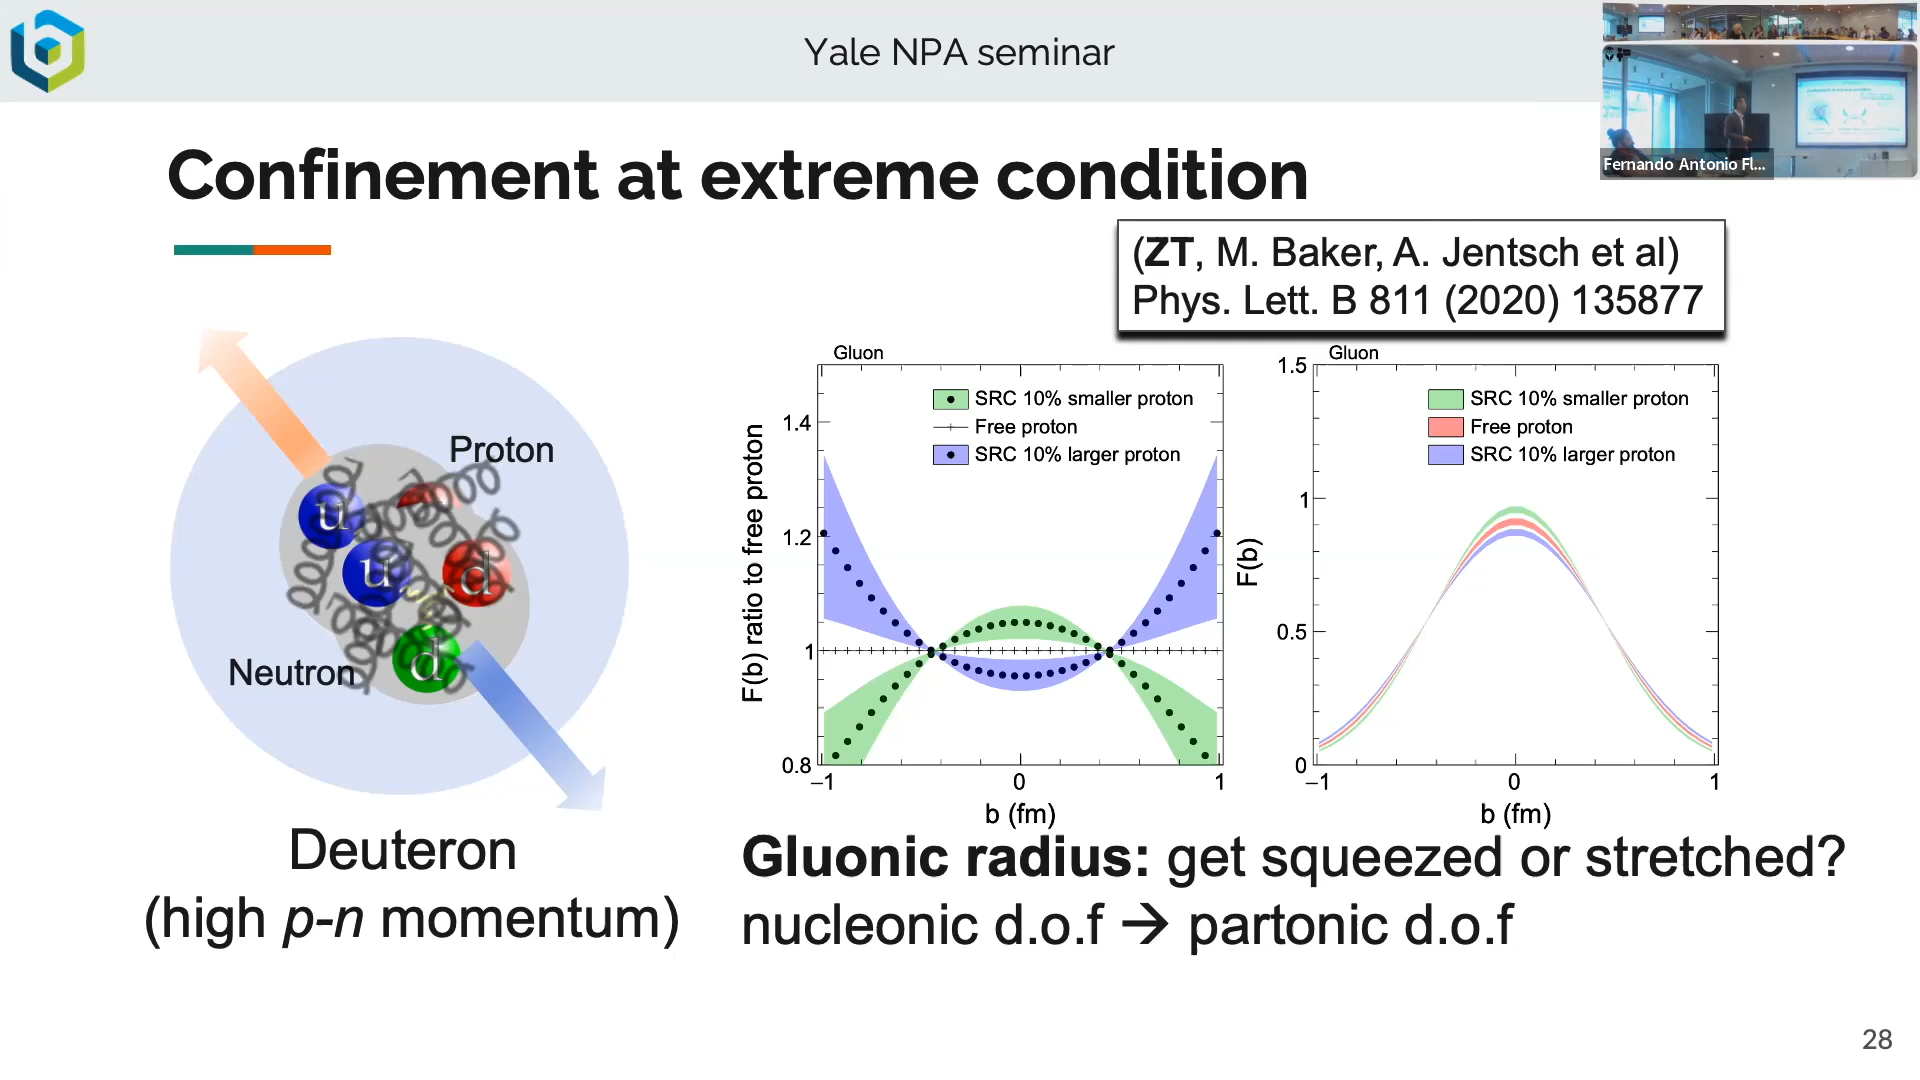 Yale NPA seminar
Fernando Antonio Fl...
Confinement at extreme condition
(ZT, M. Baker, A. Jentsch et al)
Phys. Lett. B 811 (2020) 135877
Proton
u
u
d
d
Neutron
Deuteron
(high p-n momentum)
Gluon
SRC 10% smaller proton
Free proton
SRC 10% larger proton
F(b) ratio to free proton
1.4
1.2
1
0.8
−1
0
1
b (fm)
Gluon
SRC 10% smaller proton
Free proton
SRC 10% larger proton
F(b)
1.5
1
0.5
0
−1
0
1
b (fm)
Gluonic radius: get squeezed or stretched?
nucleonic d.o.f → partonic d.o.f
28